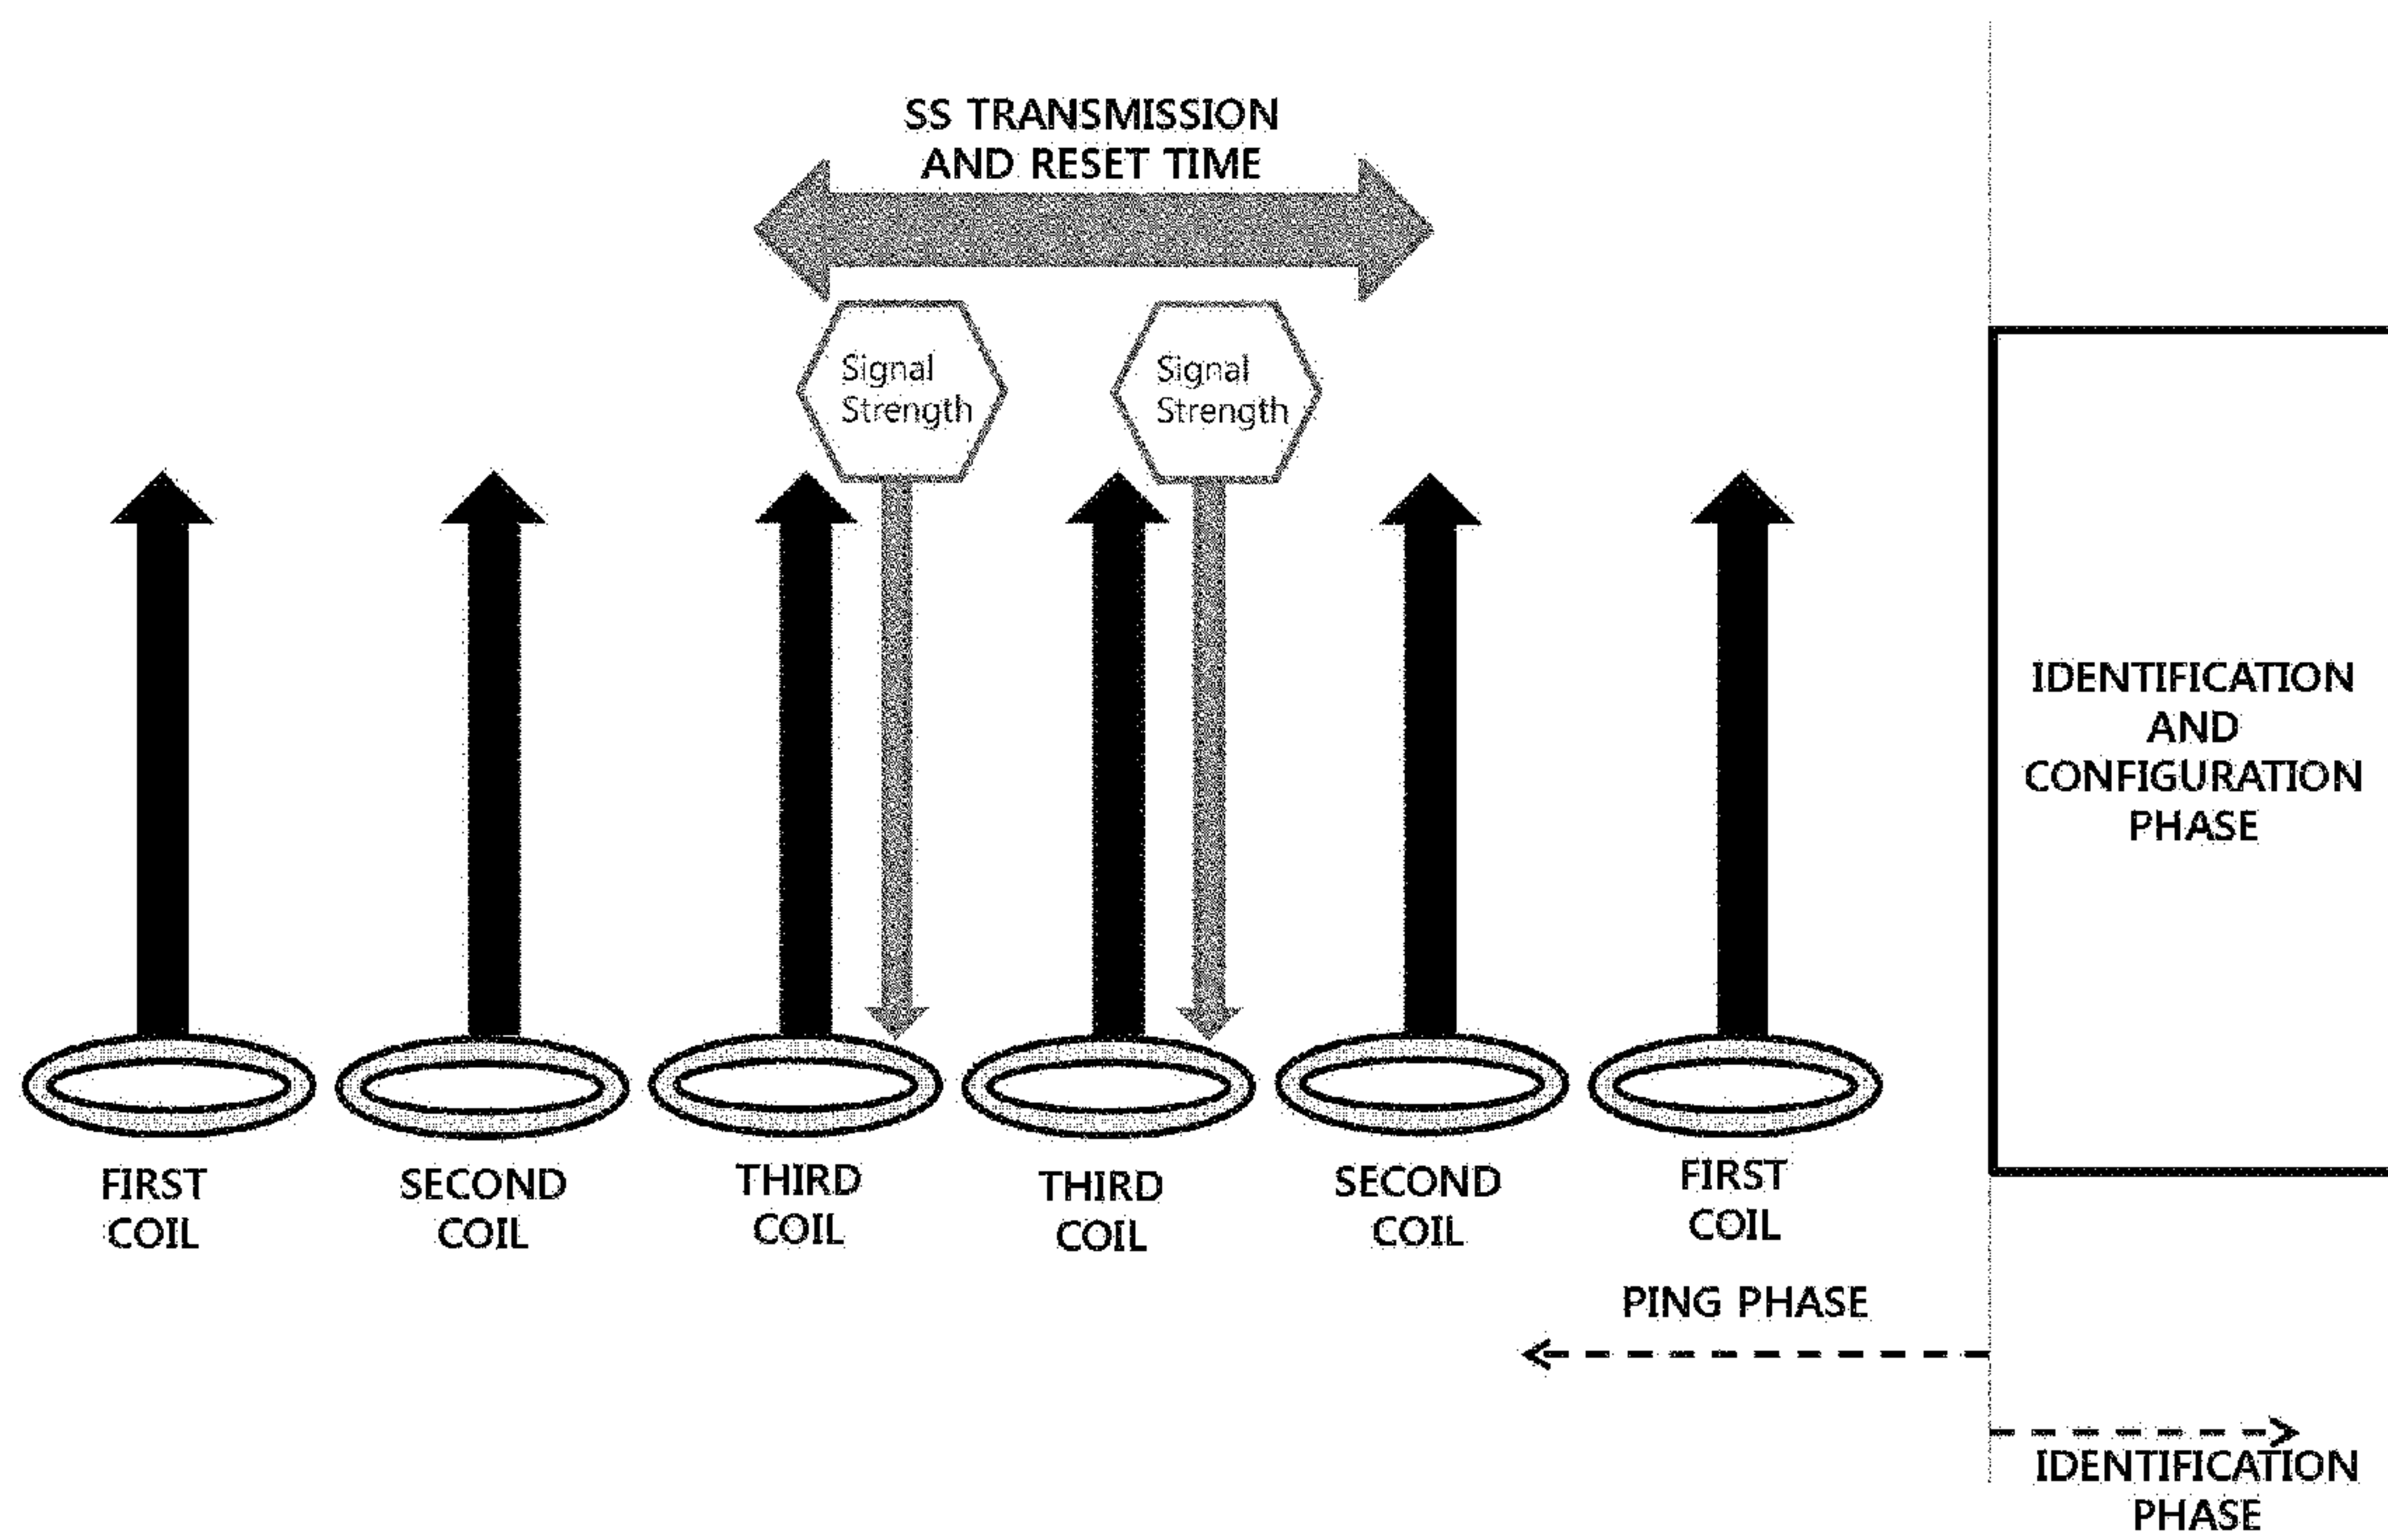 SS TRANSMISSION
AND RESET TIME
Signal
Strength
Signal
Strength
IDENTIFICATION
AND
CONFIGURATION
PHASE
FIRST
COIL
SECOND
COIL
THIRD
COIL
THIRD
COIL
SECOND
COIL
FIRST
COIL
PING PHASE
IDENTIFICATION
PHASE